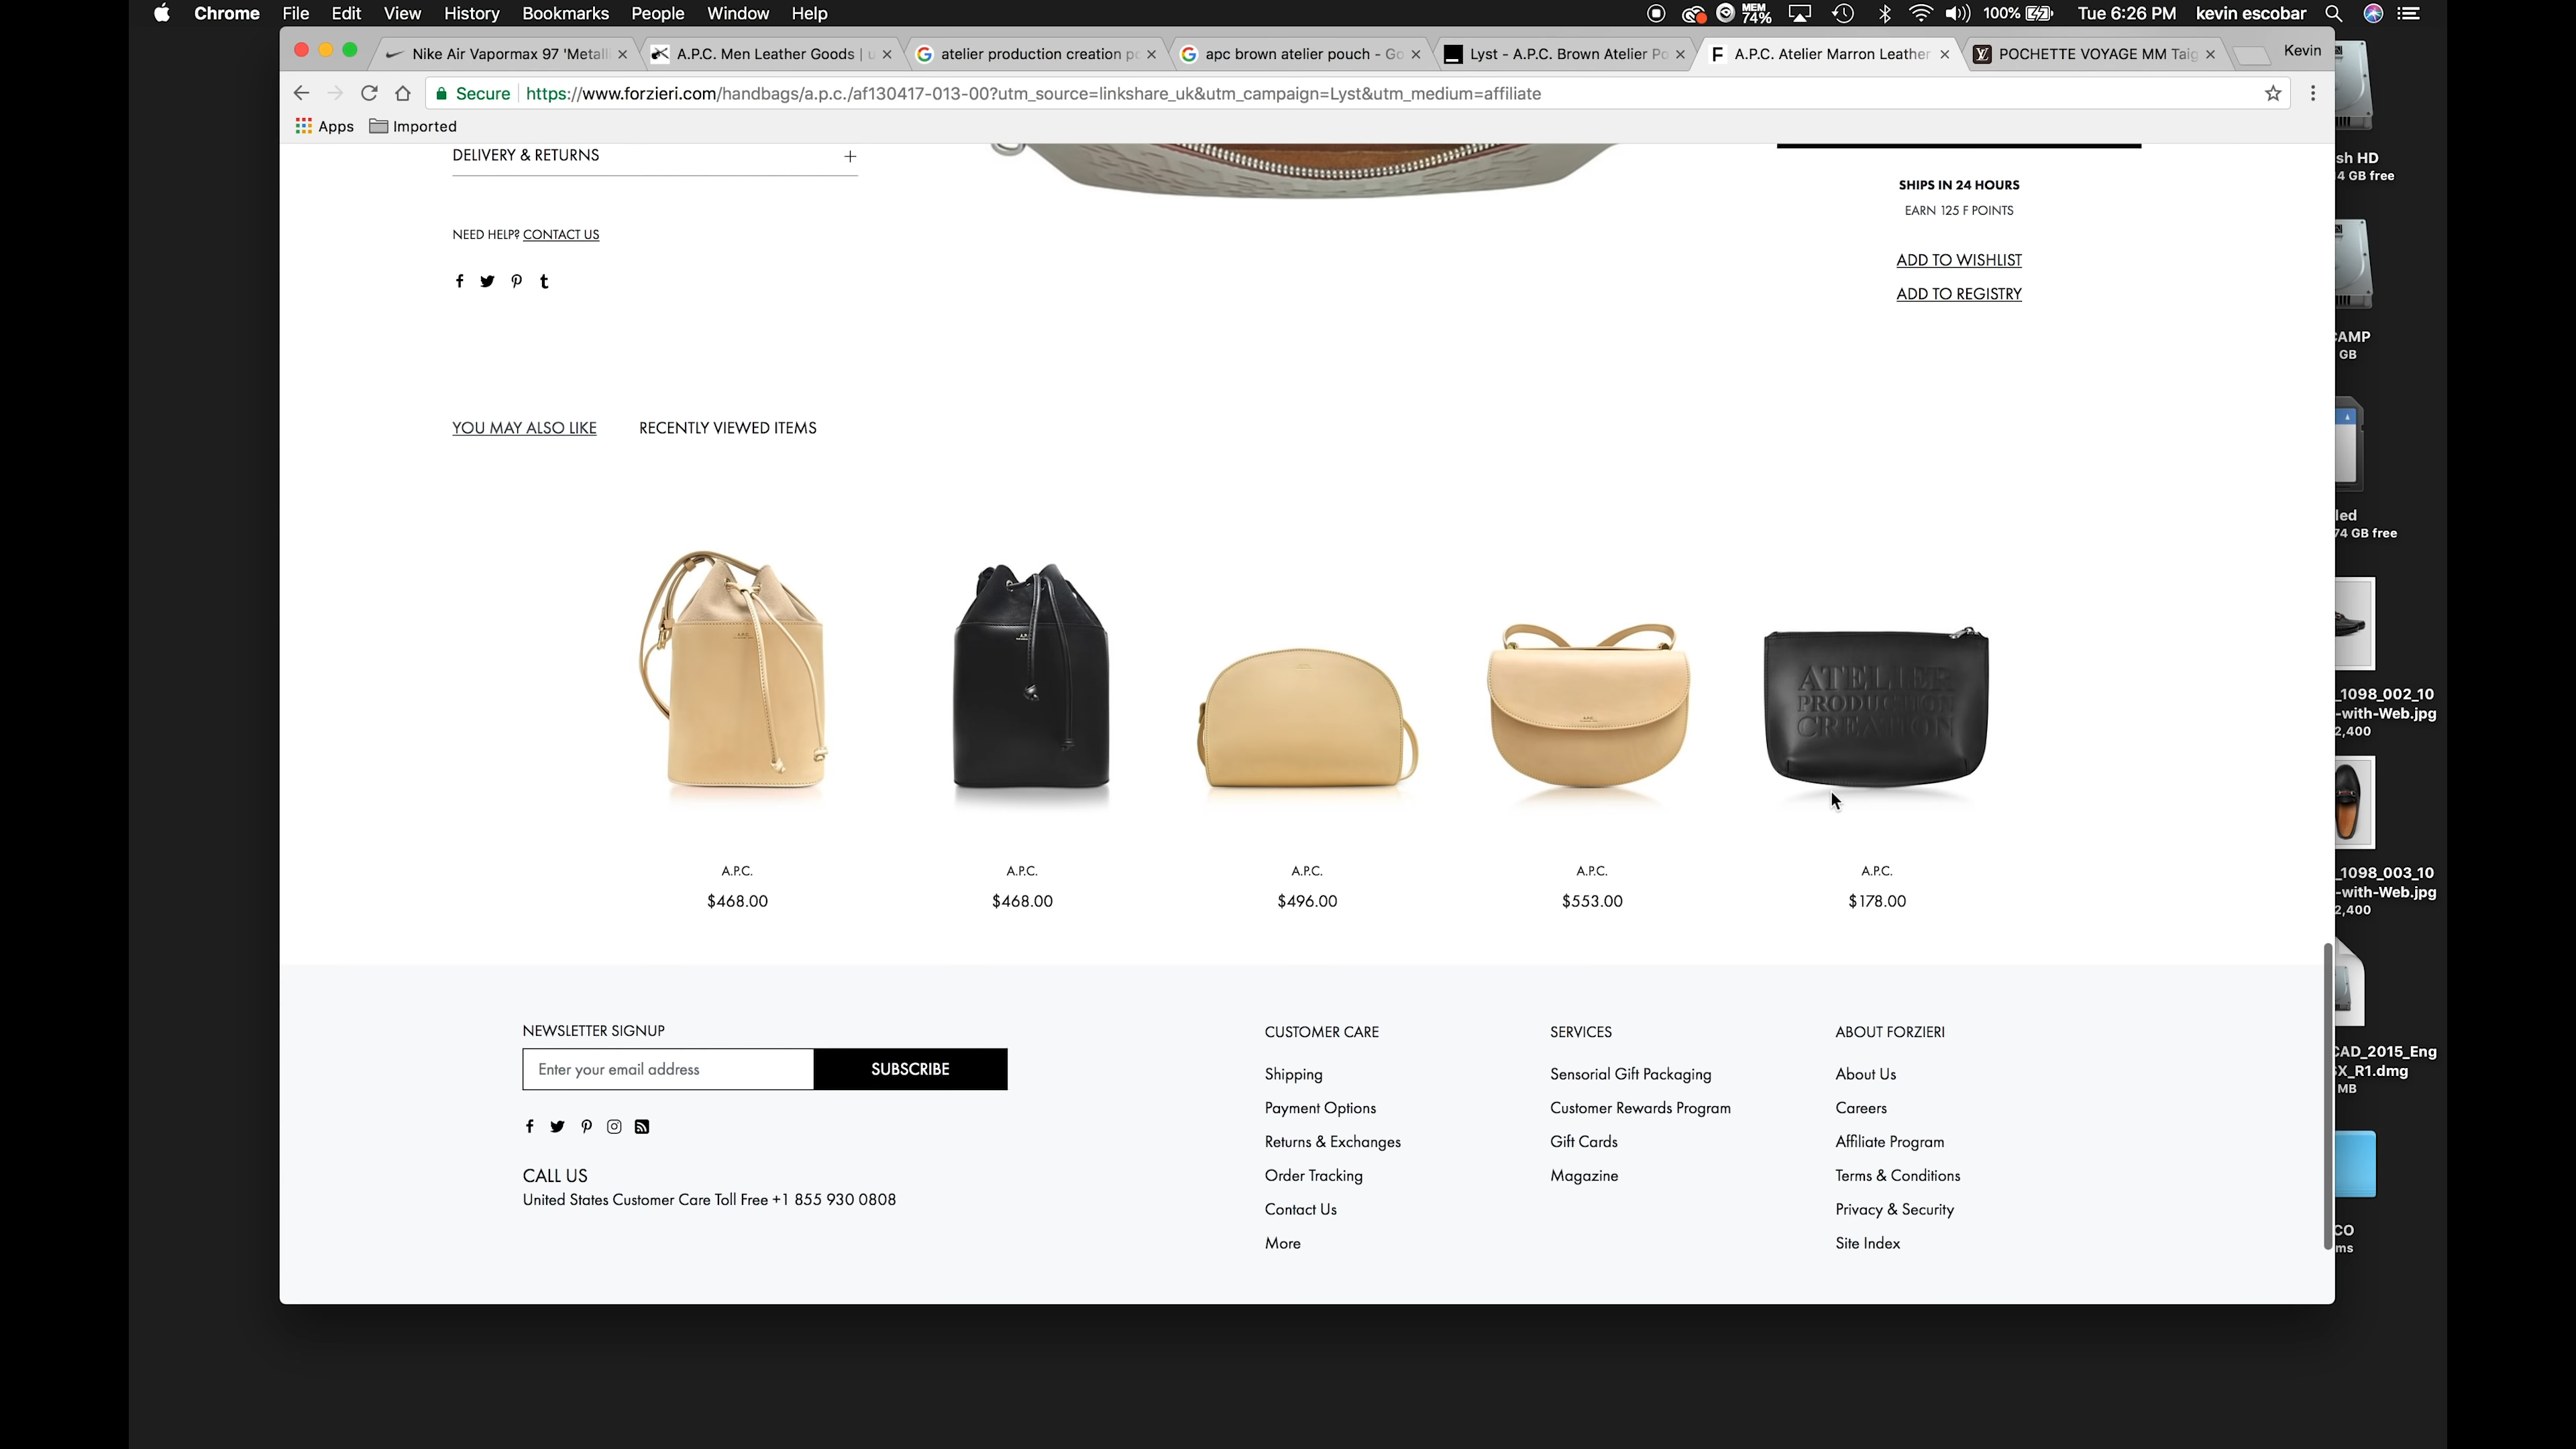 Chrome File Edit View History Bookmarks People Window Help MEM 74% 100% Tue 6:26 PM kevin escobar
Nike Air Vapormax 97 'Metall A.P.C. Men Leather Goods | atelier production creation apc brown atelier pouch - Go Lyst - A.P.C. Brown Atelier Po A.P.C. Atelier Marron Leather POCHETTE VOYAGE MM Taig Kevin
Secure https://www.forzieri.com/handbags/a.p.c./af130417-013-00?utm_source=linkshare_uk&utm_campaign=Lyst&utm_medium=affiliate
Apps Imported
DELIVERY & RETURNS
SHIPS IN 24 HOURS
EARN 125 F POINTS
NEED HELP? CONTACT US
ADD TO WISHLIST
ADD TO REGISTRY
YOU MAY ALSO LIKE RECENTLY VIEWED ITEMS
ATELIER
PRODUCTION
CREATION
A.P.C. A.P.C. A.P.C. A.P.C. A.P.C.
$468.00 $468.00 $496.00 $553.00 $178.00
NEWSLETTER SIGNUP
Enter your email address SUBSCRIBE
CALL US
United States Customer Care Toll Free +1 855 930 0808
CUSTOMER CARE
Shipping
Payment Options
Returns & Exchanges
Order Tracking
Contact Us
More
SERVICES
Sensorial Gift Packaging
Customer Rewards Program
Gift Cards
Magazine
ABOUT FORZIERI
About Us
Careers
Affiliate Program
Terms & Conditions
Privacy & Security
Site Index
sh HD
4 GB free
AMP
GB
led
74 GB free
_1098_002_10
-with-Web.jpg
2,400
_1098_003_10
-with-Web.jpg
2,400
CAD_2015_Eng
X_R1.dmg
MB
CO
ms